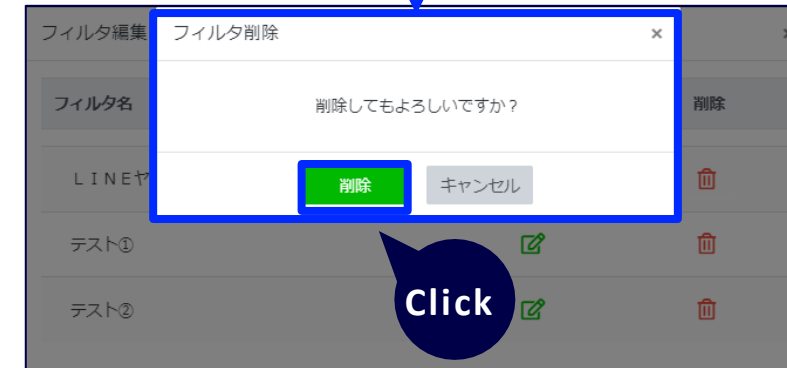 フィルタ編集
フィルタ削除 ×
フィルタ名
削除してもよろしいですか？
削除
ＬＩＮＥヤ
削除 キャンセル
テスト①
テスト②
Click